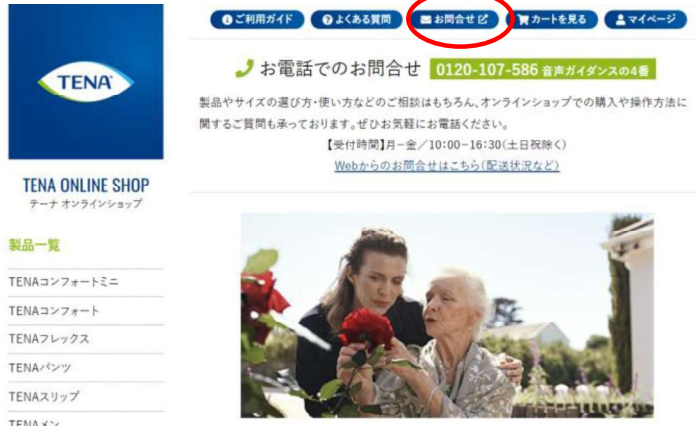 ご利用ガイド
よくある質問
お問合せ
カートを見る
マイページ
TENA
お電話でのお問合せ 0120-107-586 音声ガイダンスの4番
製品やサイズの選び方・使い方などのご相談はもちろん、オンラインショップでの購入や操作方法に
関するご質問も承っております。ぜひお気軽にお電話ください。
【受付時間】月−金／10:00−16:30(土日祝除く)
Webからのお問合せはこちら(配送状況など)
TENA ONLINE SHOP
テーナ オンラインショップ
製品一覧
TENAコンフォートミニ
TENAコンフォート
TENAフレックス
TENAパンツ
TENAスリップ
TENAメン